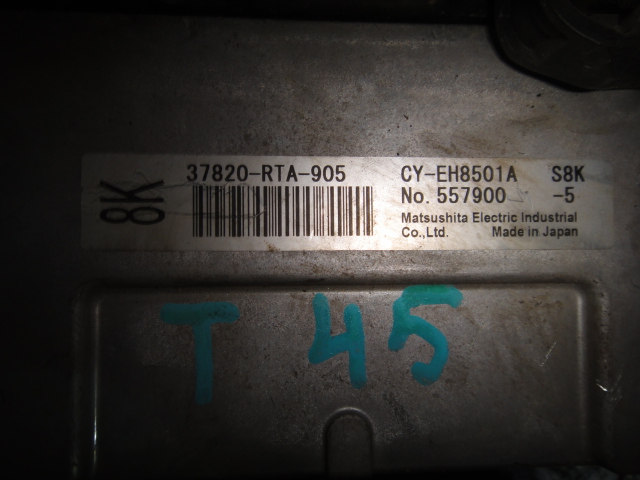 8K
37820-RTA-905
CY-EH8501A S8K
No. 557900 -5
Matsushita Electric Industrial
Co.,Ltd. Made in Japan
T 45